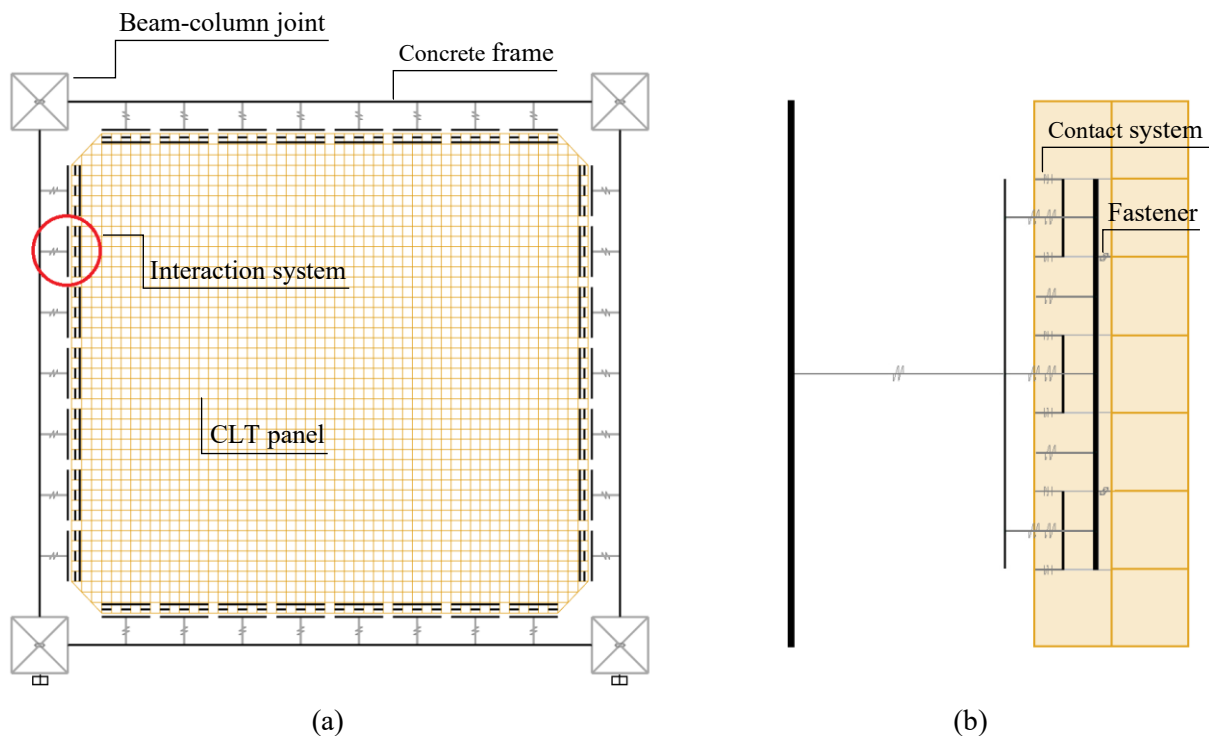 Beam-column joint
Concrete frame
Interaction system
CLT panel
(a)
Contact system
Fastener
(b)